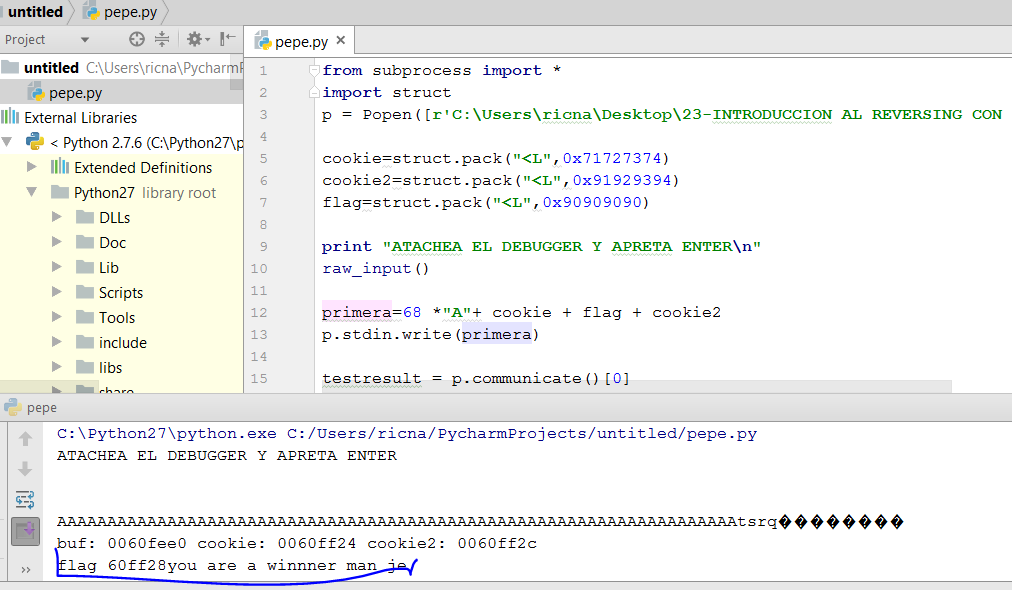 untitled pepe.py
Project
pepe.py
untitled C:\Users\ricna\PycharmP
pepe.py
External Libraries
< Python 2.7.6 (C:\Python27\p
Extended Definitions
Python27 library root
DLLs
Doc
Lib
Scripts
Tools
include
libs
share
1 from subprocess import *
2 import struct
3 p = Popen([r'C:\Users\ricna\Desktop\23-INTRODUCCION AL REVERSING CON
4
5 cookie=struct.pack("<L",0x71727374)
6 cookie2=struct.pack("<L",0x91929394)
7 flag=struct.pack("<L",0x90909090)
8
9 print "ATACHEA EL DEBUGGER Y APRETA ENTER\n"
10 raw_input()
11
12 primera=68 *"A"+ cookie + flag + cookie2
13 p.stdin.write(primera)
14
15 testresult = p.communicate()[0]
pepe
C:\Python27\python.exe C:/Users/ricna/PycharmProjects/untitled/pepe.py
ATACHEA EL DEBUGGER Y APRETA ENTER
AAAAAAAAAAAAAAAAAAAAAAAAAAAAAAAAAAAAAAAAAAAAAAAAAAAAAAAAAAAAAAAAAAAAtsrq��������
buf: 0060fee0 cookie: 0060ff24 cookie2: 0060ff2c
flag 60ff28you are a winnner man je